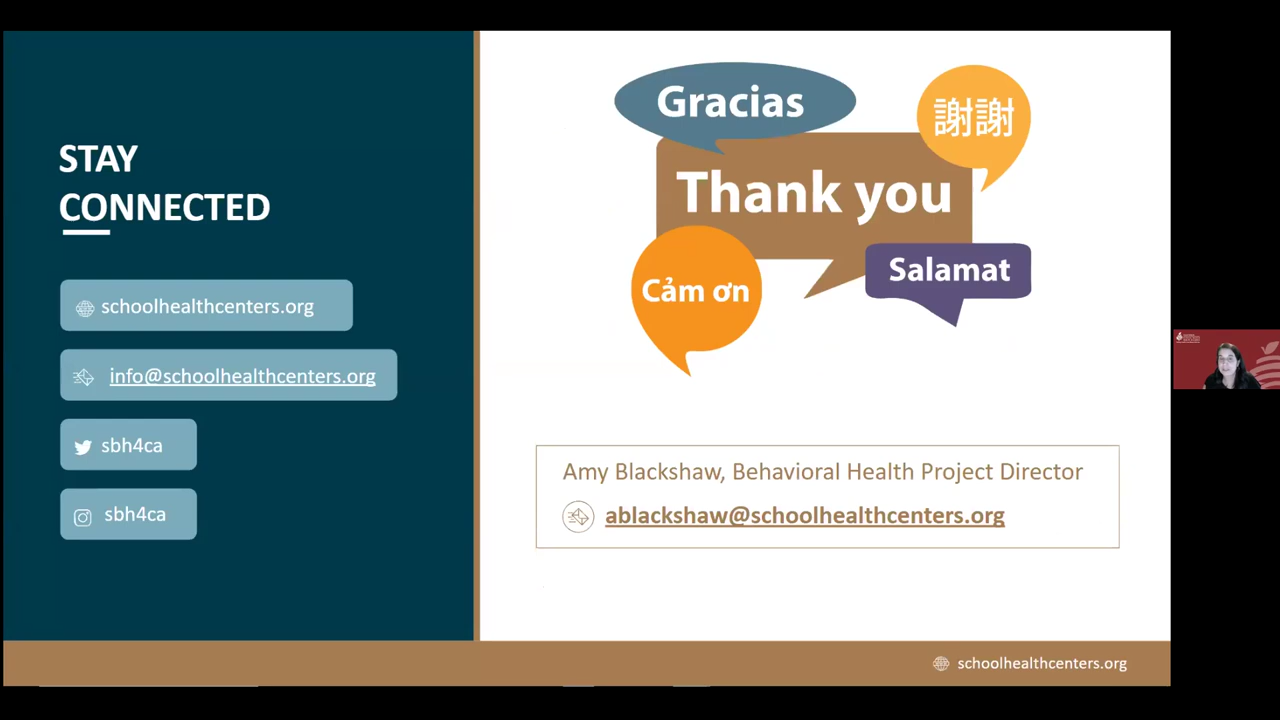 STAY
CONNECTED
schoolhealthcenters.org
info@schoolhealthcenters.org
sbh4ca
sbh4ca
Gracias
謝謝
Thank you
Cảm ơn
Salamat
Amy Blackshaw, Behavioral Health Project Director
ablackshaw@schoolhealthcenters.org
schoolhealthcenters.org